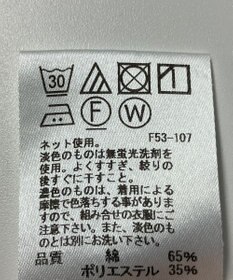 30
F W
F53-107
ネット使用。
淡色のものは無蛍光洗剤を
使用。よくすすぎ、絞りの
後すぐに干すこと。
濃色のものは、着用による
摩擦で色落ちする事があり
ますので、組み合せの衣服にご
注意下さい。また、淡色のも
のとは別にお洗い下さい。
品質 綿 65%
ポリエステル 35%